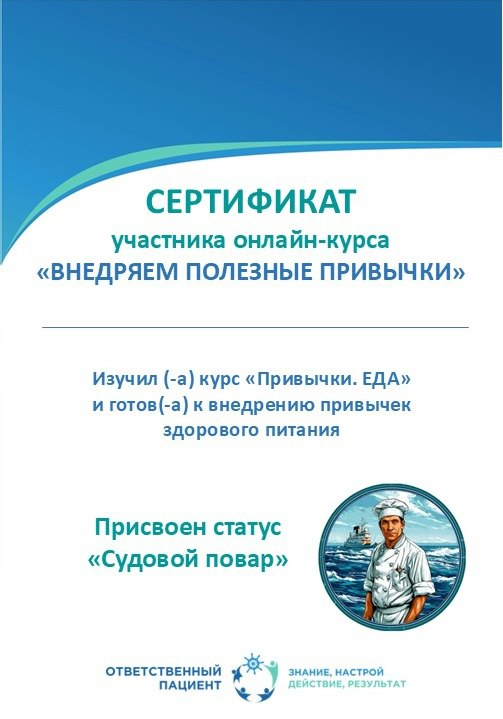 СЕРТИФИКАТ
участника онлайн-курса
«ВНЕДРЯЕМ ПОЛЕЗНЫЕ ПРИВЫЧКИ»
Изучил (-а) курс «Привычки. ЕДА»
и готов(-а) к внедрению привычек
здорового питания
Присвоен статус
«Судовой повар»
ОТВЕТСТВЕННЫЙ
ПАЦИЕНТ
ЗНАНИЕ, НАСТРОЙ
ДЕЙСТВИЕ, РЕЗУЛЬТАТ